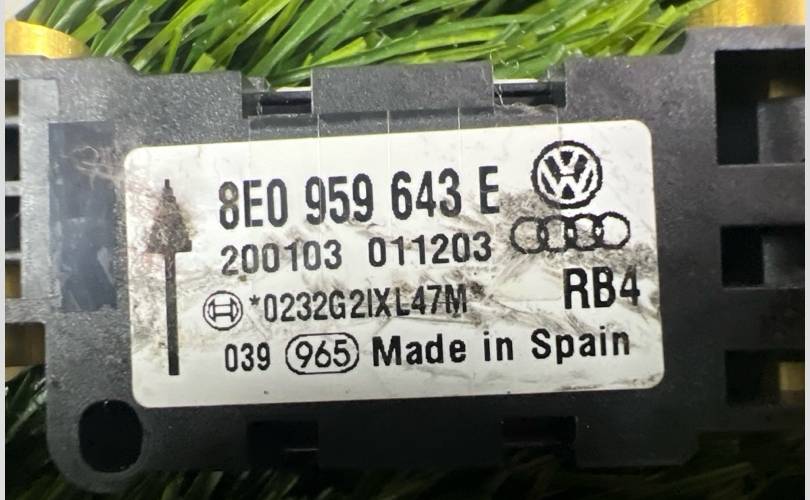 8E0 959 643 E
200103 011203
*0232G2IXL47M*
RB4
039 965 Made in Spain